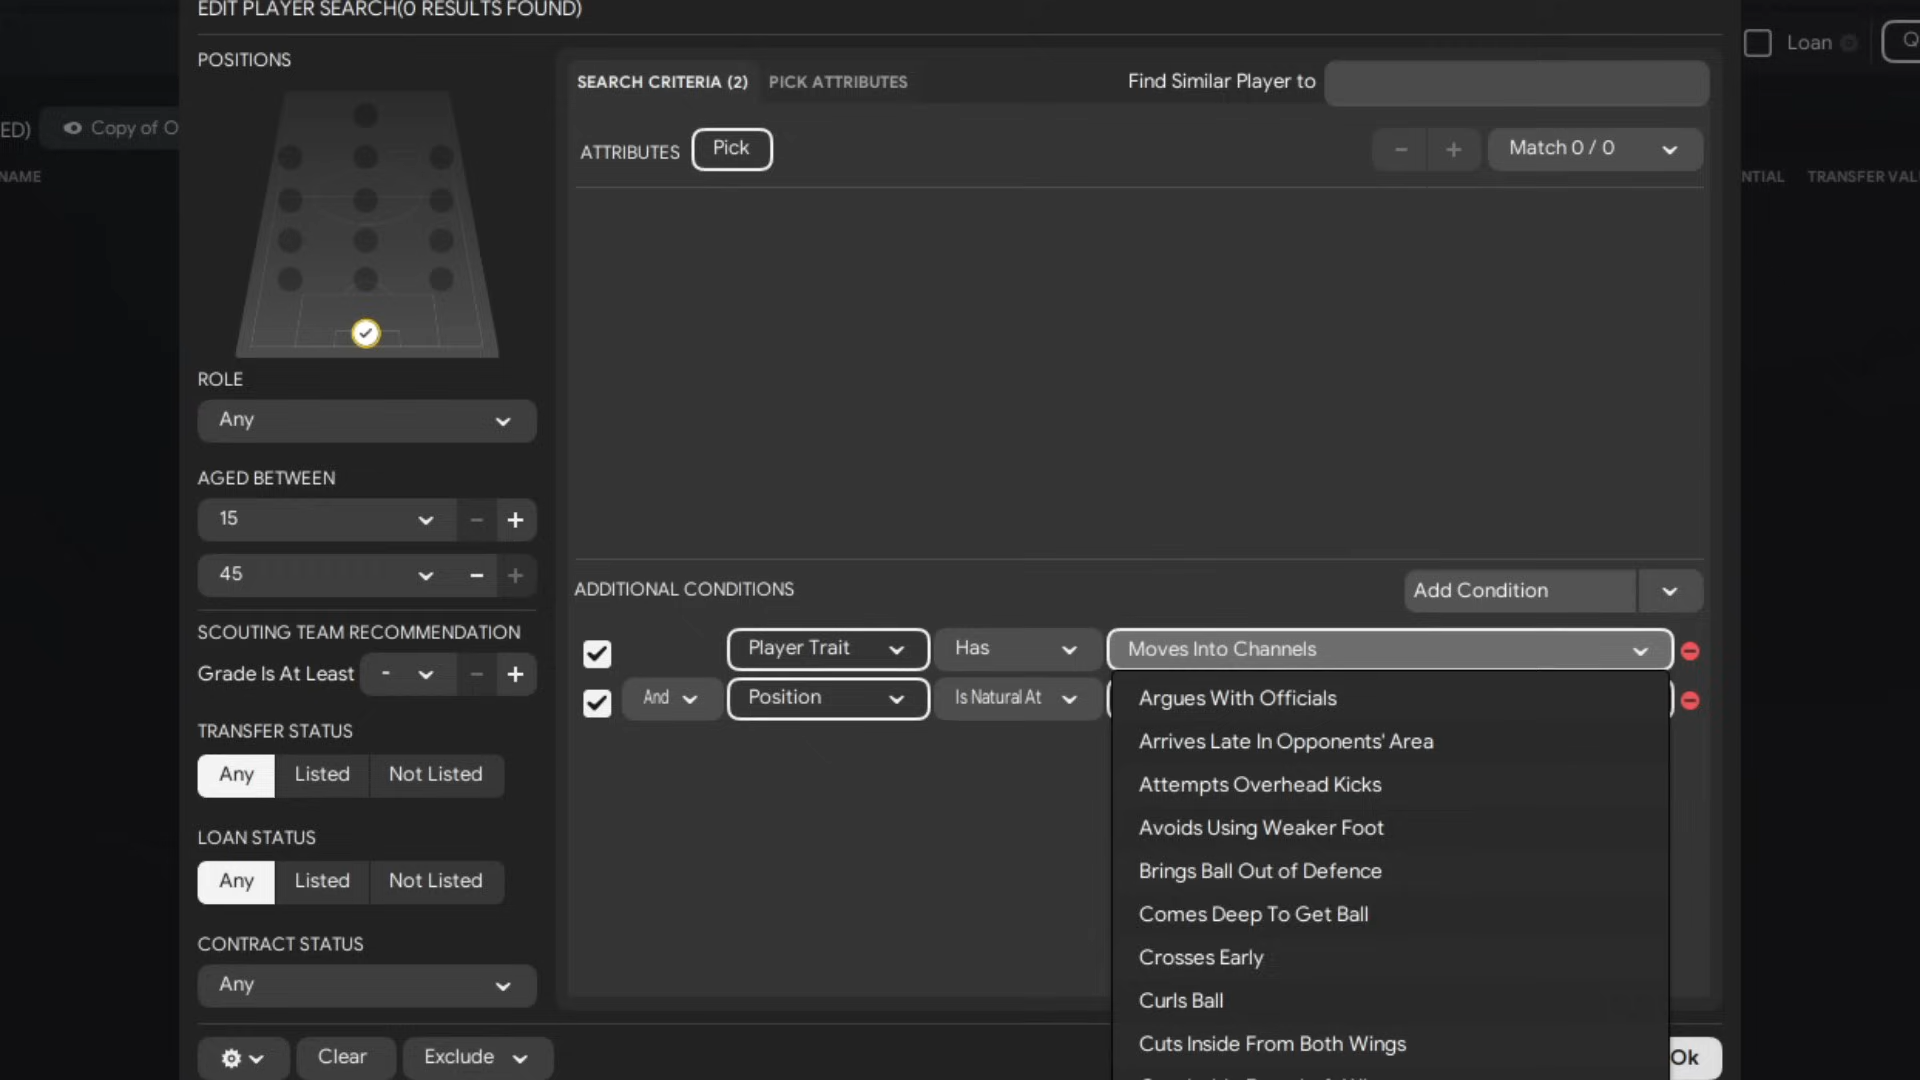 EDIT PLAYER SEARCH(0 RESULTS FOUND)
Loan
POSITIONS
SEARCH CRITERIA (2)
PICK ATTRIBUTES
Find Similar Player to
ED)
Copy of O
ATTRIBUTES
Pick
Match 0 / 0
NAME
NTIAL
TRANSFER VAL
ROLE
Any
AGED BETWEEN
15
45
ADDITIONAL CONDITIONS
Add Condition
SCOUTING TEAM RECOMMENDATION
Grade Is At Least
-
Player Trait
Has
Moves Into Channels
And
Position
Is Natural At
Argues With Officials
Arrives Late In Opponents' Area
Attempts Overhead Kicks
Avoids Using Weaker Foot
Brings Ball Out of Defence
Comes Deep To Get Ball
Crosses Early
Curls Ball
Cuts Inside From Both Wings
TRANSFER STATUS
Any
Listed
Not Listed
LOAN STATUS
Any
Listed
Not Listed
CONTRACT STATUS
Any
Clear
Exclude
Ok